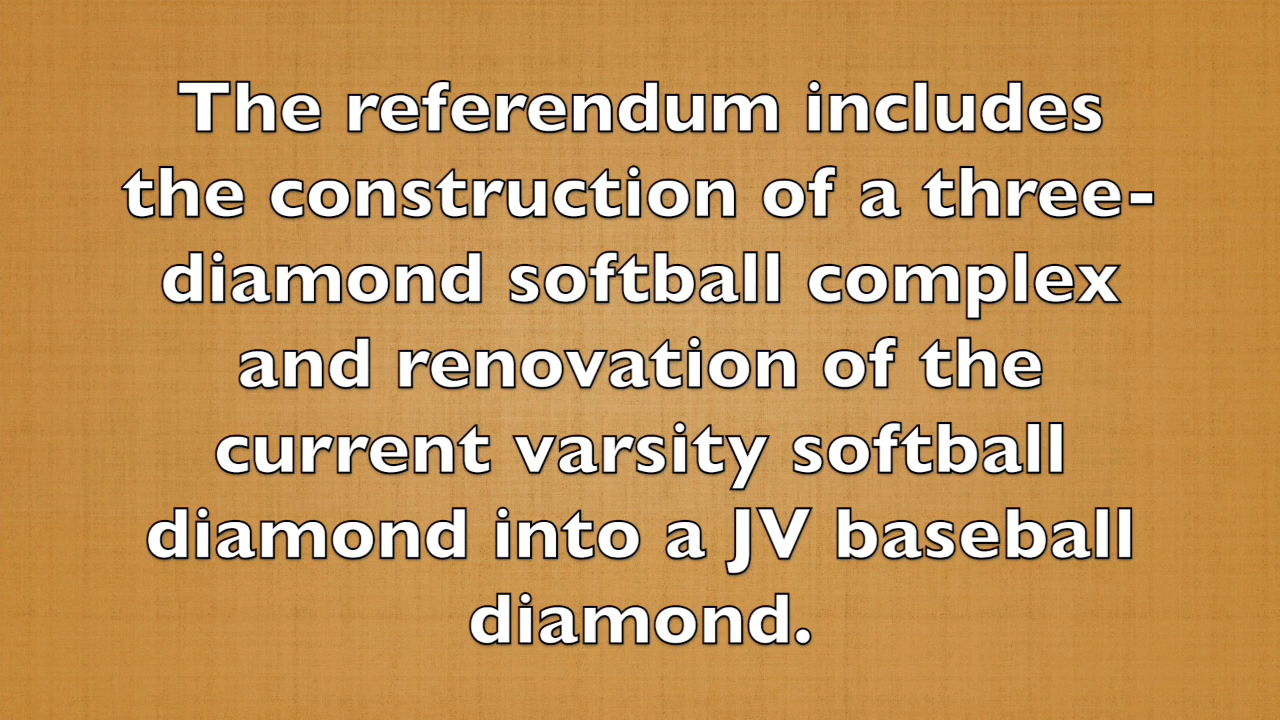 The referendum includes
the construction of a three-
diamond softball complex
and renovation of the
current varsity softball
diamond into a JV baseball
diamond.